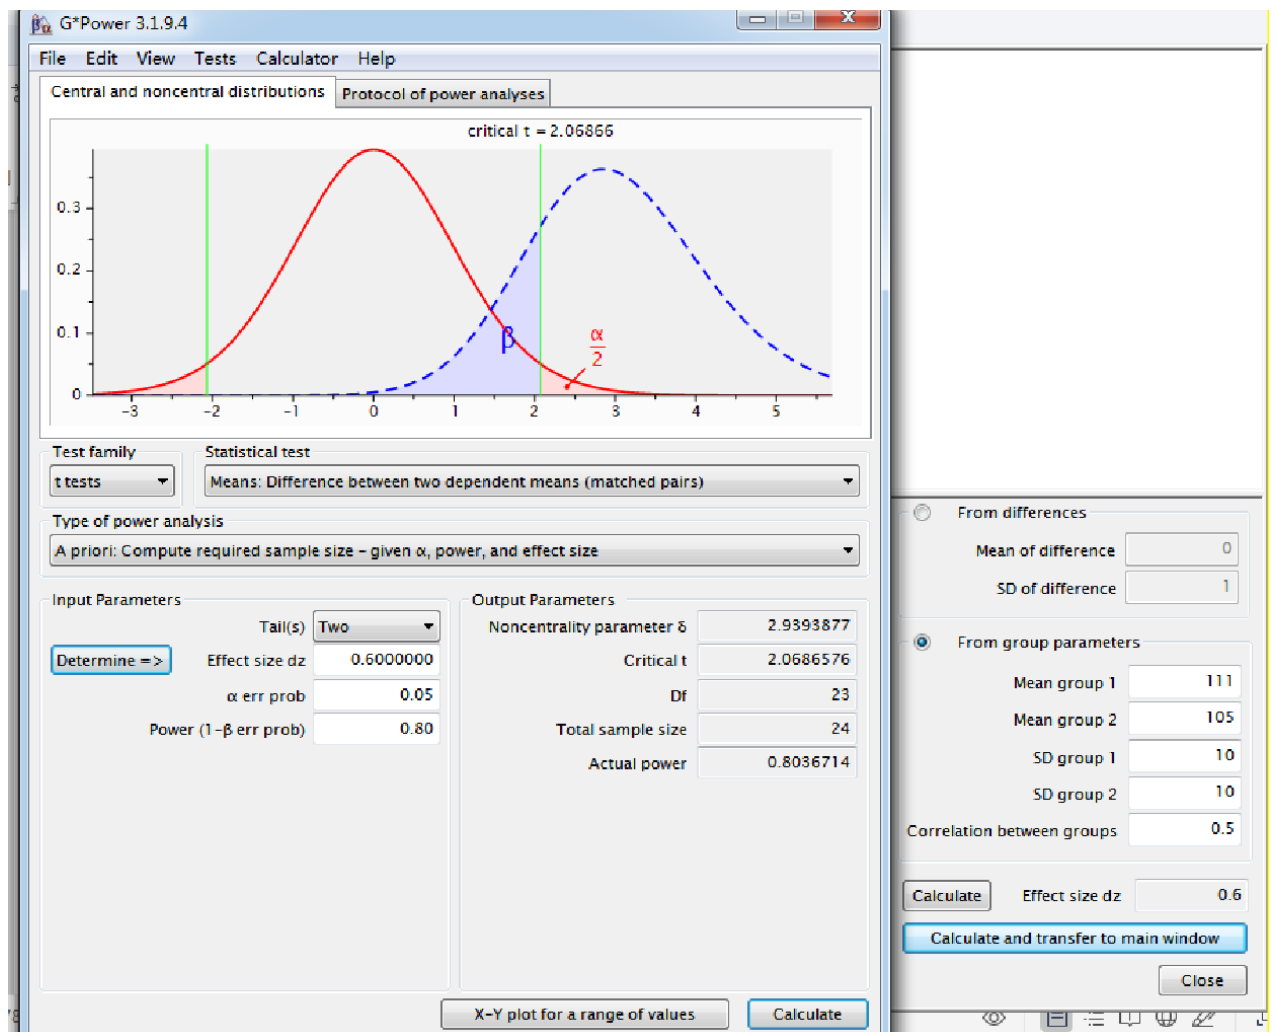 G*Power 3.1.9.4
File Edit View Tests Calculator Help
Central and noncentral distributions Protocol of power analyses
critical t = 2.06866
0.3
0.2
0.1
0
β
α
2
-3 -2 -1 0 1 2 3 4 5
Test family Statistical test
t tests Means: Difference between two dependent means (matched pairs)
Type of power analysis
A priori: Compute required sample size - given α, power, and effect size
Input Parameters
Tail(s) Two
Determine => Effect size dz 0.6000000
α err prob 0.05
Power (1-β err prob) 0.80
Output Parameters
Noncentrality parameter δ 2.9393877
Critical t 2.0686576
Df 23
Total sample size 24
Actual power 0.8036714
X-Y plot for a range of values Calculate
From differences
Mean of difference 0
SD of difference 1
From group parameters
Mean group 1 111
Mean group 2 105
SD group 1 10
SD group 2 10
Correlation between groups 0.5
Calculate Effect size dz 0.6
Calculate and transfer to main window
Close